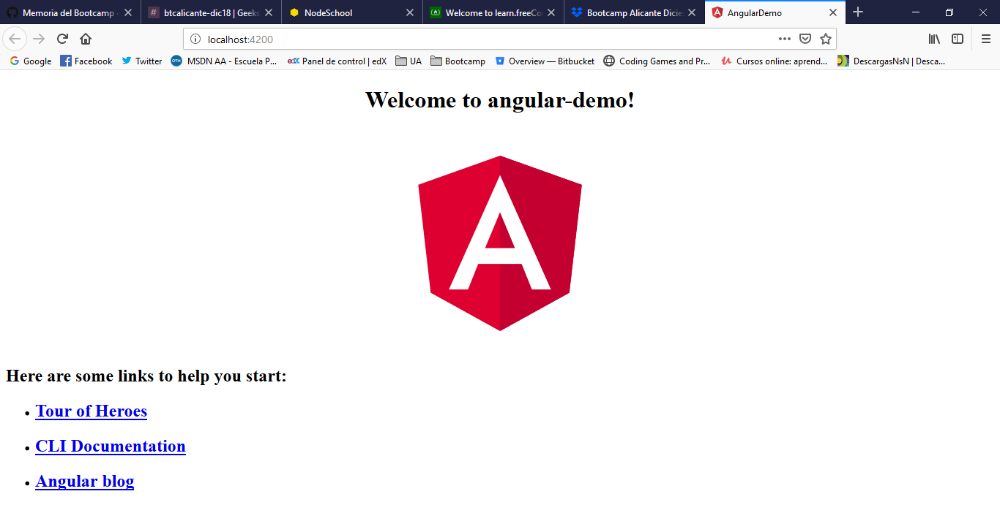 Memoria del Bootcamp btcalicante-dic18 | Geeks NodeSchool Welcome to learn.freeCo Bootcamp Alicante Dicie AngularDemo
localhost:4200
Google Facebook Twitter MSDN AA - Escuela P... edX Panel de control | edX UA Bootcamp Overview — Bitbucket Coding Games and Pr... Cursos online: aprend... DescargasNsN | Desca...
Welcome to angular-demo!
A
Here are some links to help you start:
• Tour of Heroes
• CLI Documentation
• Angular blog